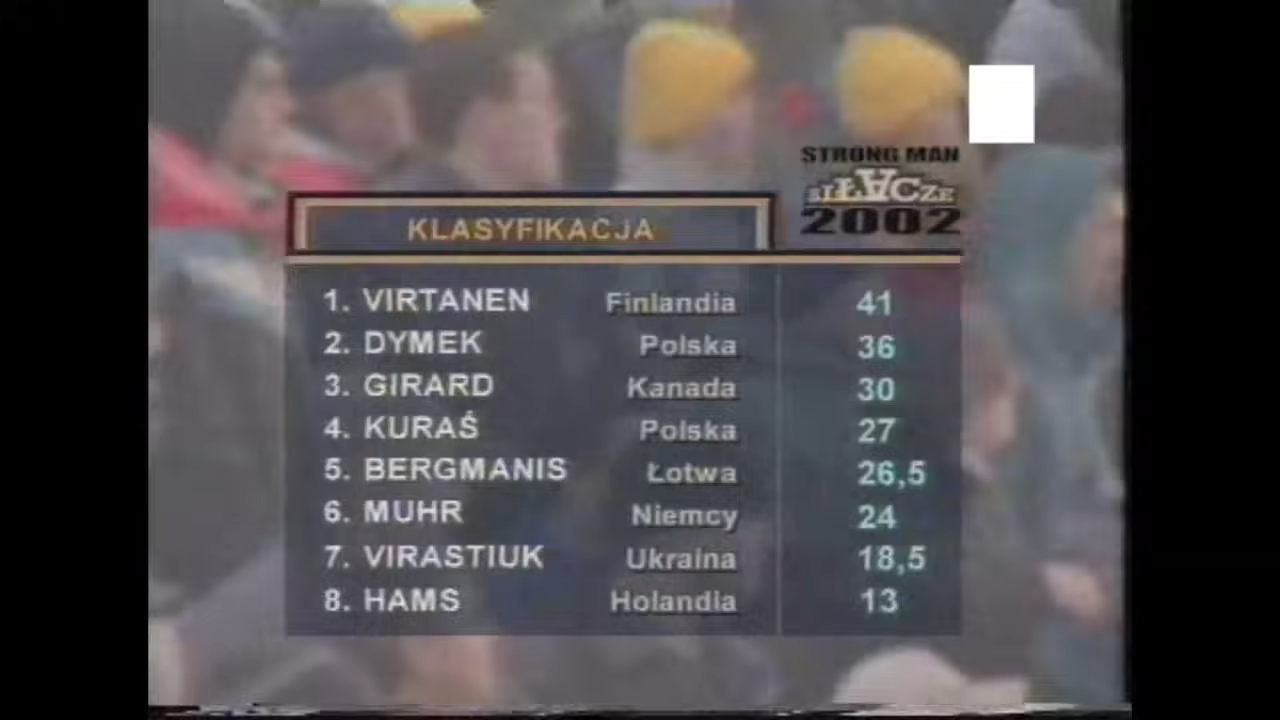 STRONG MAN
SIŁACZE
2002
KLASYFIKACJA
1. VIRTANEN Finlandia 41
2. DYMEK Polska 36
3. GIRARD Kanada 30
4. KURAŚ Polska 27
5. BERGMANIS Łotwa 26,5
6. MUHR Niemcy 24
7. VIRASTIUK Ukraina 18,5
8. HAMS Holandia 13